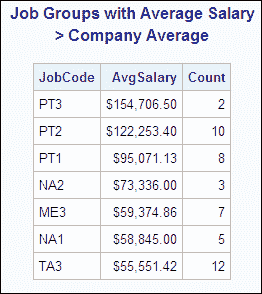 Job Groups with Average Salary
> Company Average
JobCode AvgSalary Count
PT3 $154,706.50 2
PT2 $122,253.40 10
PT1 $95,071.13 8
NA2 $73,336.00 3
ME3 $59,374.86 7
NA1 $58,845.00 5
TA3 $55,551.42 12